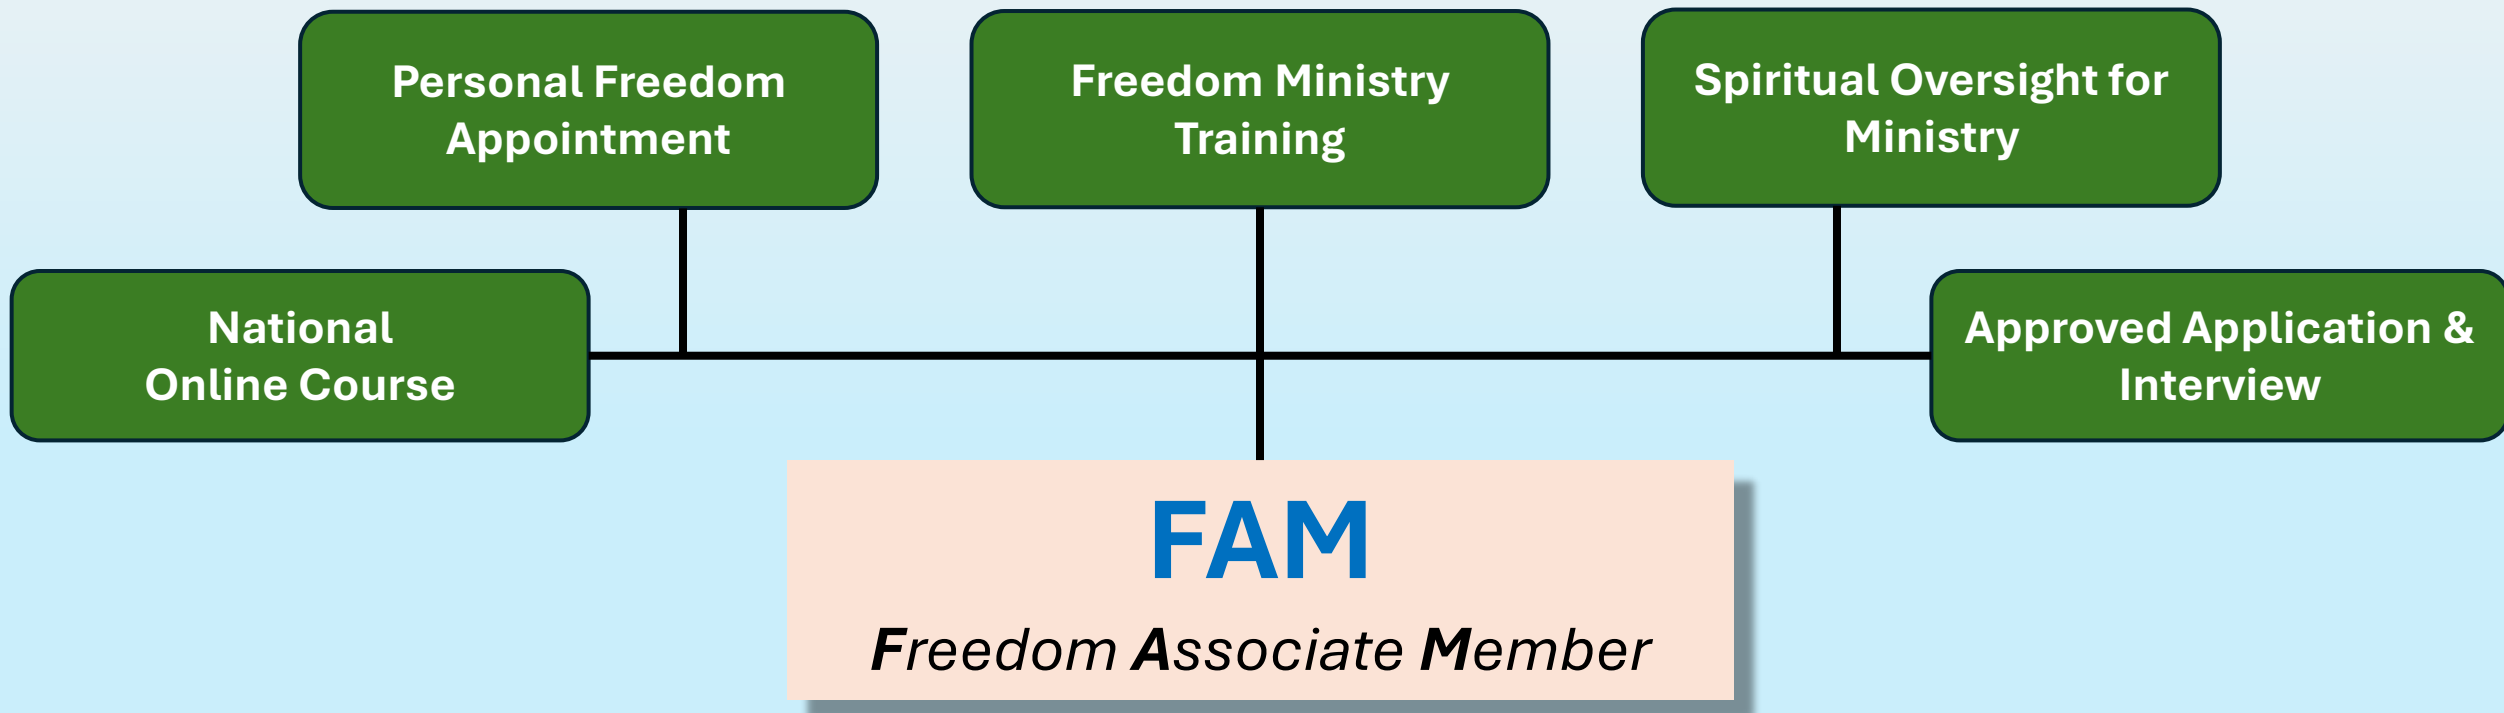 Personal Freedom
Appointment
Freedom Ministry
Training
Spiritual Oversight for
Ministry
National
Online Course
Approved Application &
Interview
FAM
Freedom Associate Member